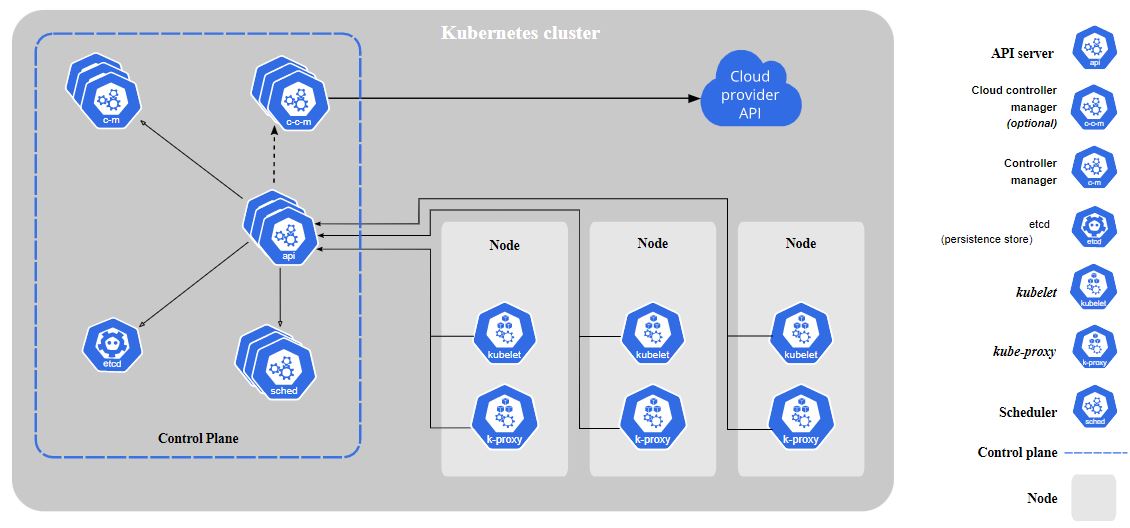 Kubernetes cluster
c-m
c-c-m
Cloud
provider
API
api
etcd
sched
Control Plane
Node
Node
Node
kubelet
kubelet
kubelet
k-proxy
k-proxy
k-proxy
API server
api
Cloud controller
manager
(optional)
c-c-m
Controller
manager
c-m
etcd
(persistence store)
etcd
kubelet
kubelet
kube-proxy
k-proxy
Scheduler
sched
Control plane
Node